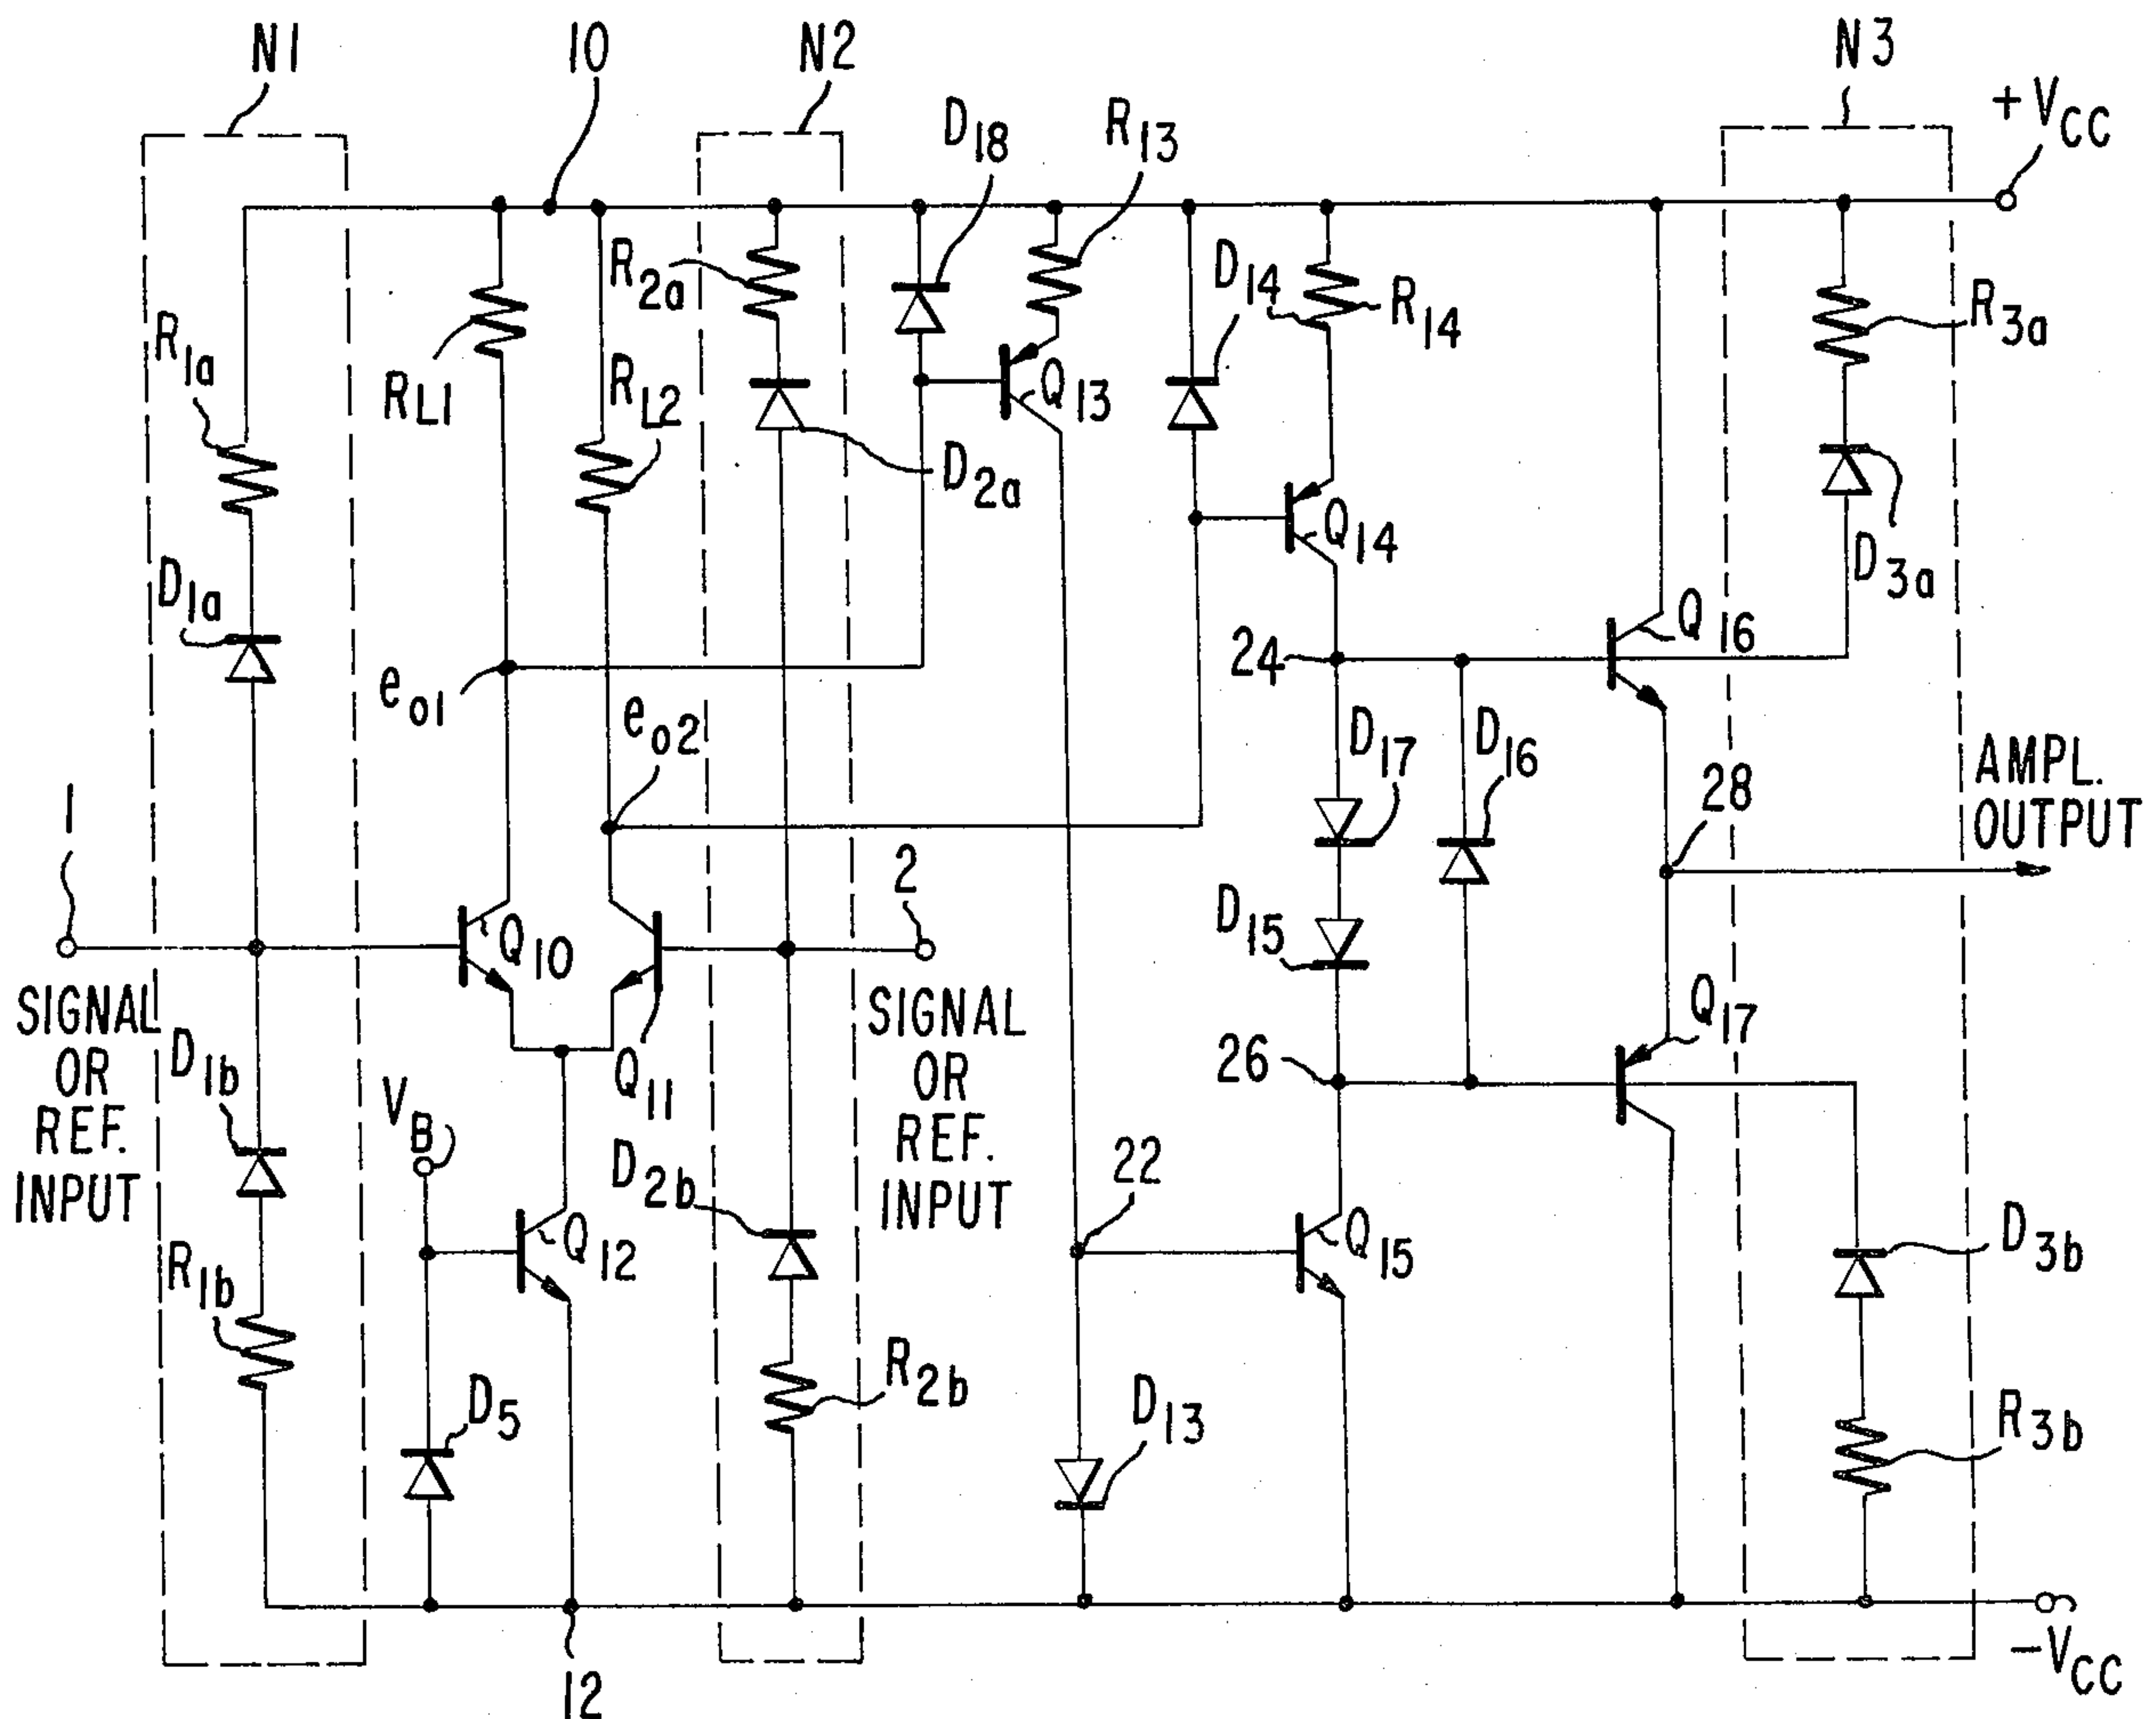 N1
10
N2
N3
D18
R13
+VCC
R2a
D14
R14
R3a
R1a
RL1
RL2
Q13
D2a
Q14
D1a
D3a
Q16
24
eo1
eo2
D17
D16
28
AMPL.
OUTPUT
1
2
D15
Q10
SIGNAL
OR
REF.
INPUT
SIGNAL
OR
REF.
INPUT
Q17
D1b
Q11
26
VB
D2b
22
Q12
Q15
D3b
R1b
R2b
D5
D13
R3b
12
-VCC